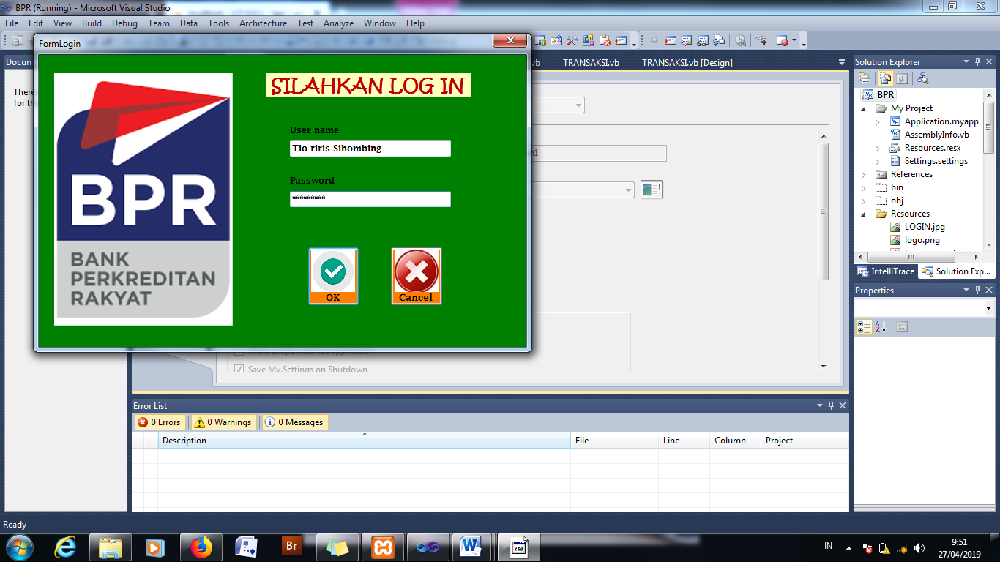 BPR (Running) - Microsoft Visual Studio
File Edit View Build Debug Team Data Tools Architecture Test Analyze Window Help
FormLogin
SILAHKAN LOG IN
User name
Tio riris Sihombing
Password
*********
OK
Cancel
BPR
BANK
PERKREDITAN
RAKYAT
Docum
There
for th
vb
TRANSAKSI.vb
TRANSAKSI.vb [Design]
Save My.Settings on Shutdown
Solution Explorer
BPR
My Project
Application.myapp
AssemblyInfo.vb
Resources.resx
Settings.settings
References
bin
obj
Resources
LOGIN.jpg
logo.png
IntelliTrace
Solution Exp...
Properties
Error List
0 Errors
0 Warnings
0 Messages
Description File Line Column Project
Ready
Br
IN
9:51
27/04/2019